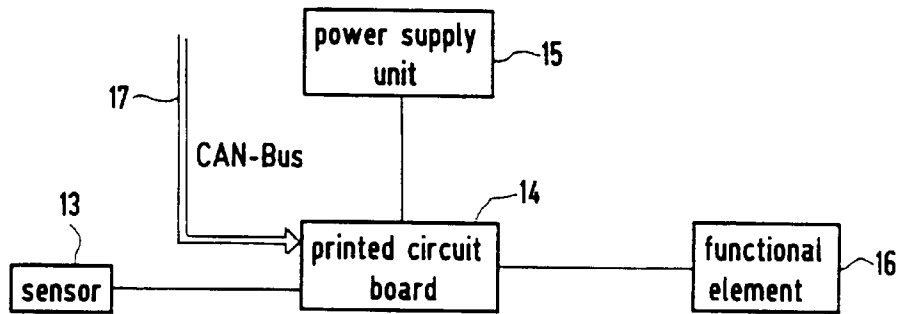 power supply
unit
15
17
CAN-Bus
13
14
printed circuit
board
functional
element
16
sensor